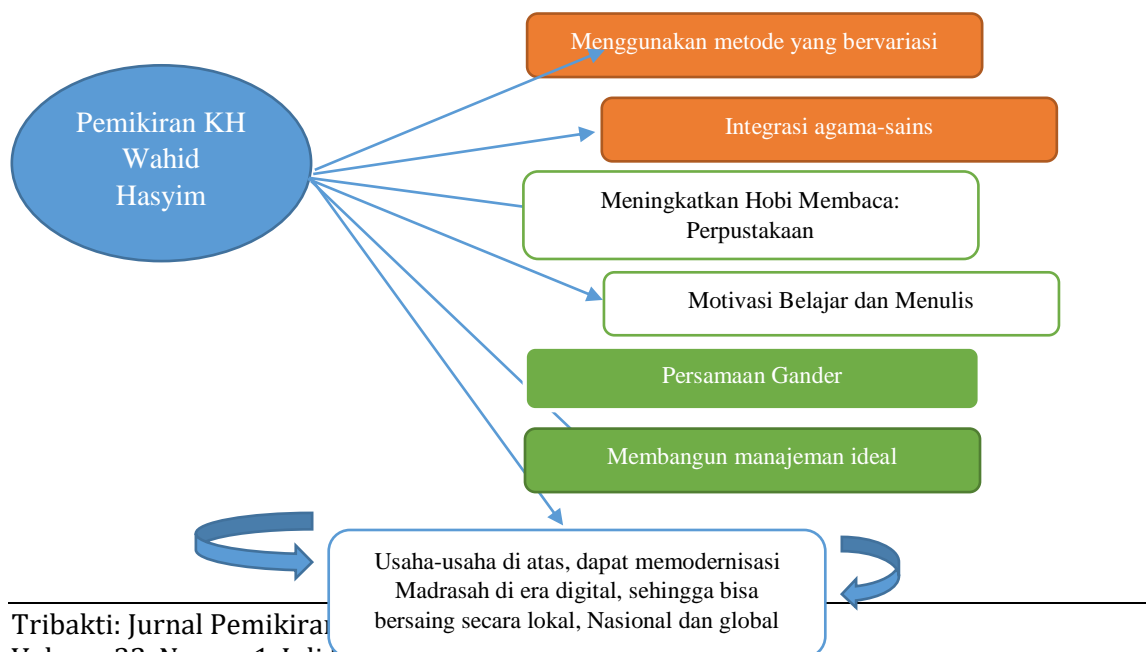 Menggunakan metode yang bervariasi
Pemikiran KH
Wahid
Hasyim
Integrasi agama-sains
Meningkatkan Hobi Membaca:
Perpustakaan
Motivasi Belajar dan Menulis
Persamaan Gander
Membangun manajeman ideal
Usaha-usaha di atas, dapat memodernisasi
Madrasah di era digital, sehingga bisa
bersaing secara lokal, Nasional dan global
Tribakti: Jurnal